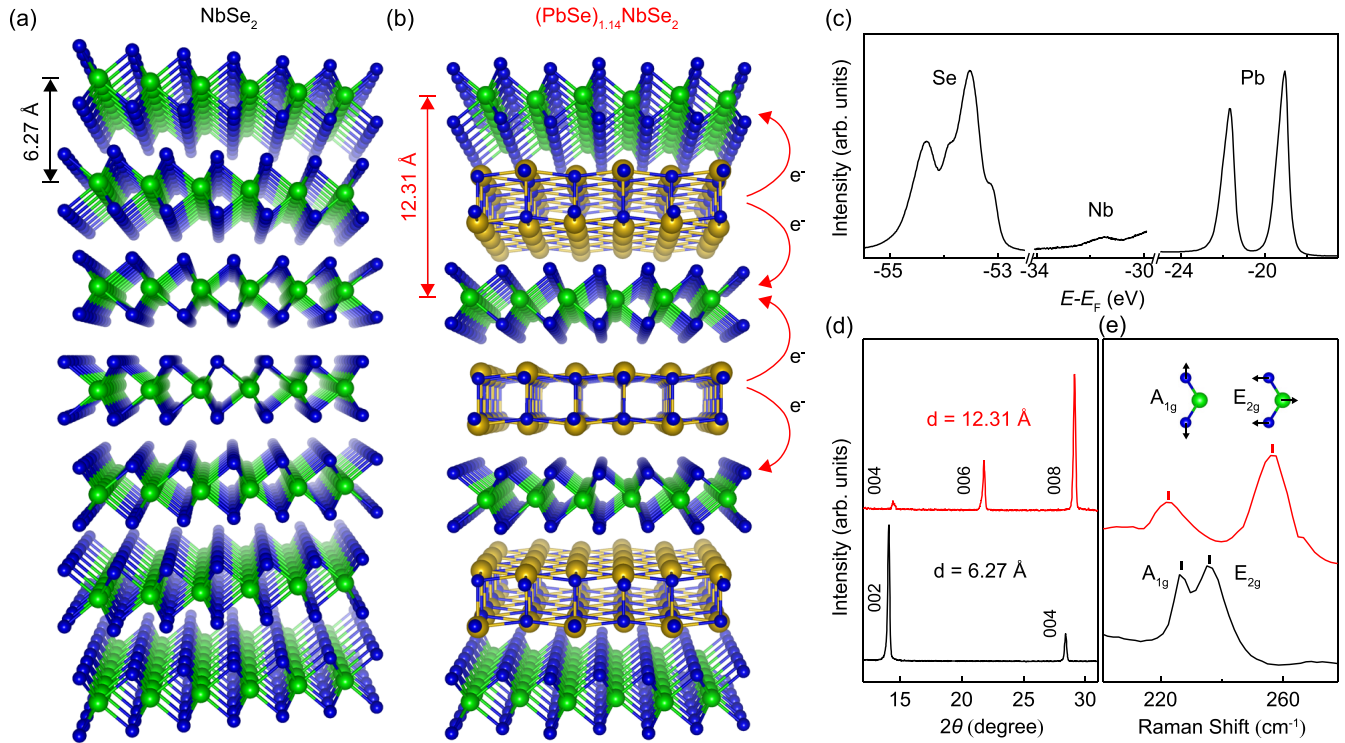 (a)
NbSe₂
6.27 Å
(b)
(PbSe)₁.₁₄NbSe₂
12.31 Å
e⁻
e⁻
e⁻
e⁻
(c)
Intensity (arb. units)
Se
Nb
Pb
-55
-53
-34
-30
-24
-19
E-E_F (eV)
(d)
Intensity (arb. units)
d = 12.31 Å
004
006
008
d = 6.27 Å
002
004
15
20
25
30
2θ (degree)
(e)
A₁g
E₂g
A₁g
E₂g
220
260
Raman Shift (cm⁻¹)